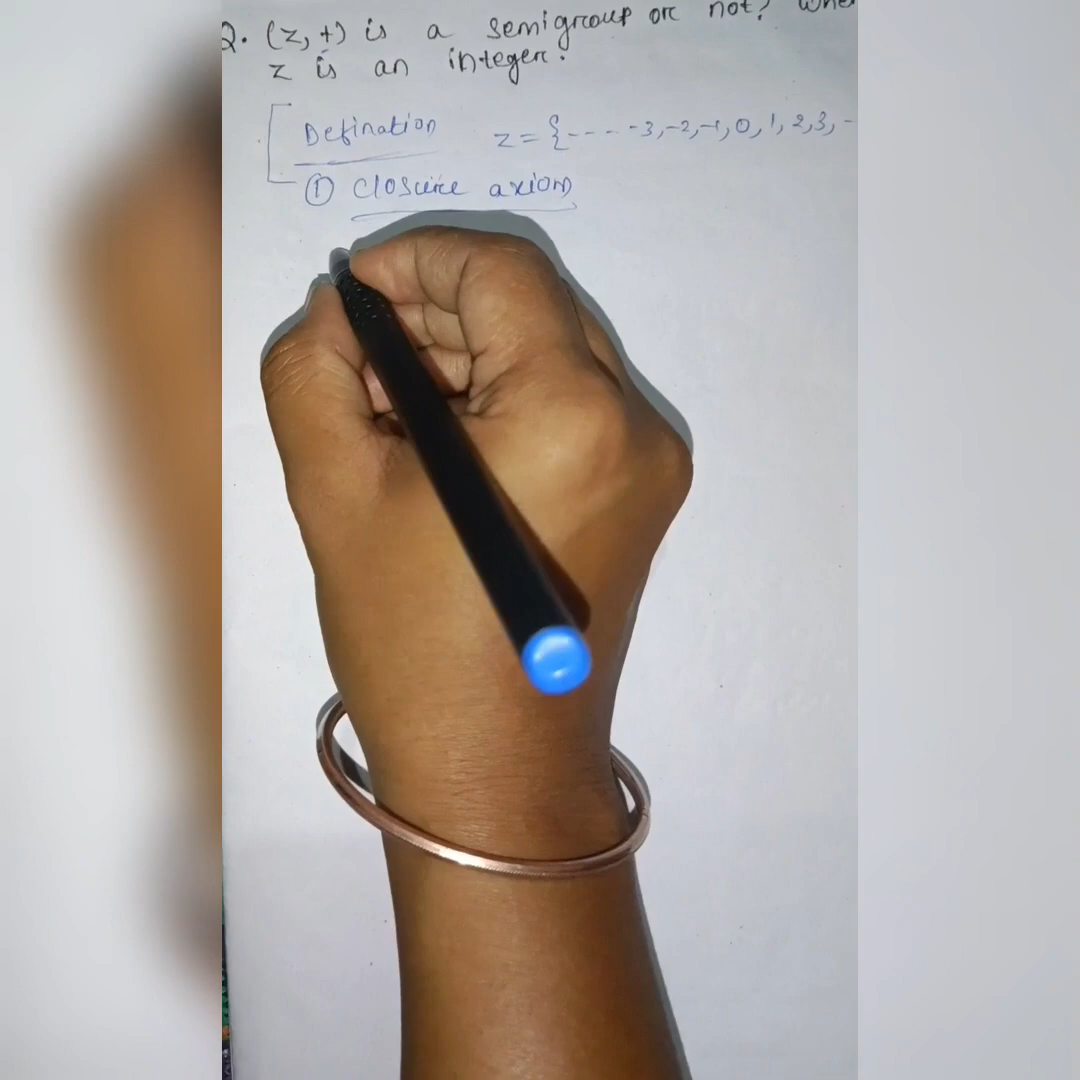 Q. (Z, +) is a semigroup or not? Whe
Z is an integer.
Defination Z = {---- -3, -2, -1, 0, 1, 2, 3, -
① Closure axiom